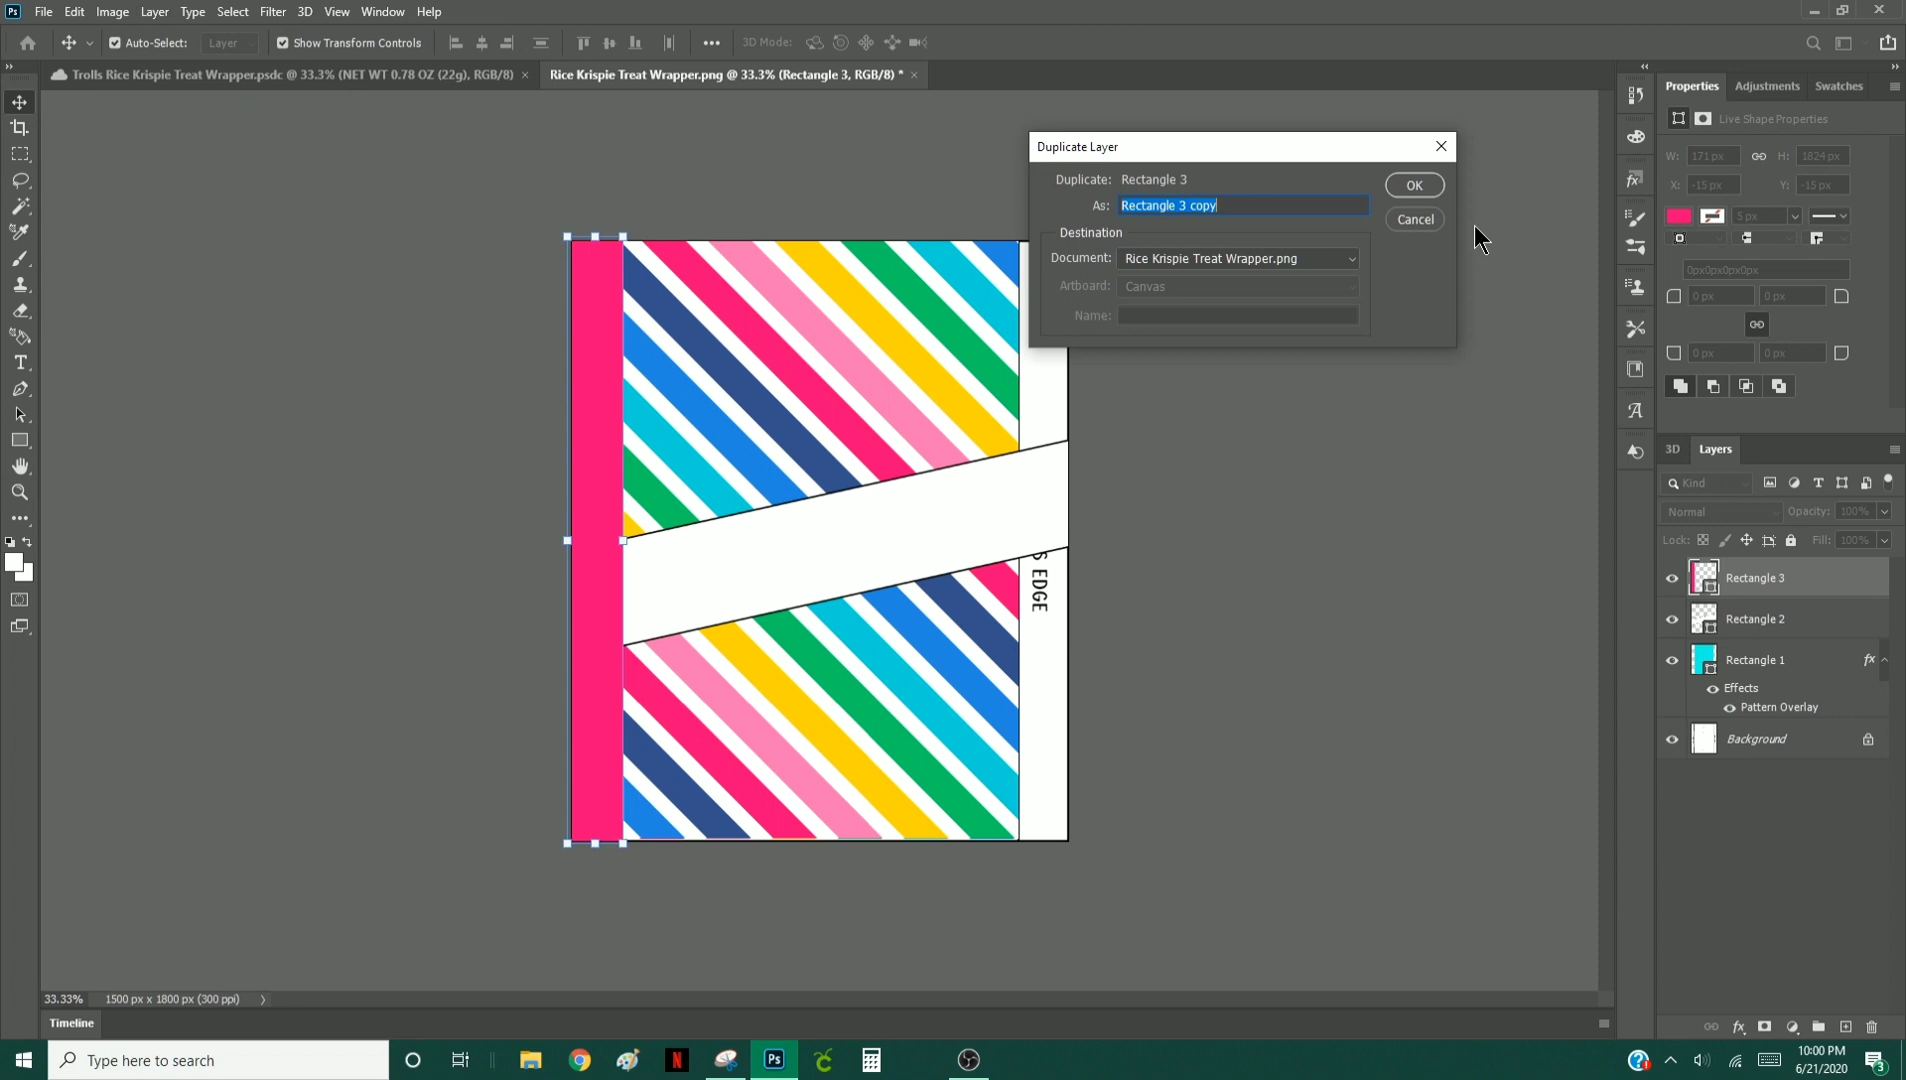 Ps File Edit Image Layer Type Select Filter 3D View Window Help
Auto-Select: Layer Show Transform Controls 3D Mode:
Trolls Rice Krispie Treat Wrapper.psdc @ 33.3% (NET WT 0.78 OZ (22g), RGB/8) × Rice Krispie Treat Wrapper.png @ 33.3% (Rectangle 3, RGB/8) * ×
Properties Adjustments Swatches
Live Shape Properties
W: 171 px H: 1824 px
X: -15 px Y: -15 px
5 px
0px0px0px0px
0 px 0 px
0 px 0 px
Duplicate Layer
Duplicate: Rectangle 3
As: Rectangle 3 copy
OK
Cancel
Destination
Document: Rice Krispie Treat Wrapper.png
Artboard: Canvas
Name:
S EDGE
3D Layers
Kind
Normal Opacity: 100%
Lock: Fill: 100%
Rectangle 3
Rectangle 2
Rectangle 1 fx
Effects
Pattern Overlay
Background
33.33% 1500 px x 1800 px (300 ppi)
Timeline
Type here to search
10:00 PM
6/21/2020
3